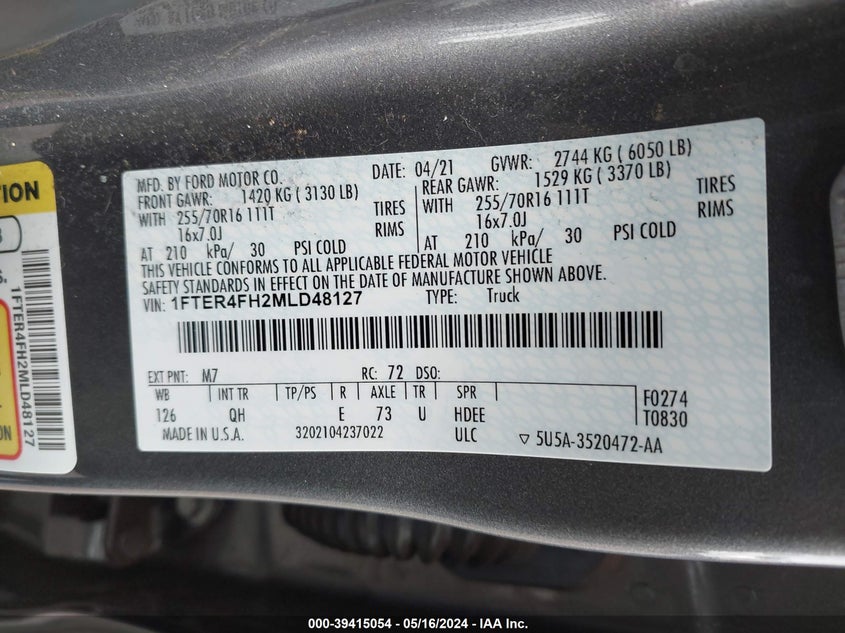 TION
3
S.
1FTER4FH2MLD48127
ON
MFD. BY FORD MOTOR CO. DATE: 04/21 GVWR: 2744 KG ( 6050 LB)
FRONT GAWR: 1420 KG ( 3130 LB) REAR GAWR: 1529 KG ( 3370 LB)
WITH 255/70R16 111T TIRES WITH 255/70R16 111T TIRES
16x7.0J RIMS 16x7.0J RIMS
AT 210 kPa/ 30 PSI COLD AT 210 kPa/ 30 PSI COLD
THIS VEHICLE CONFORMS TO ALL APPLICABLE FEDERAL MOTOR VEHICLE
SAFETY STANDARDS IN EFFECT ON THE DATE OF MANUFACTURE SHOWN ABOVE.
VIN: 1FTER4FH2MLD48127 TYPE: Truck
EXT PNT: M7 RC: 72 DSO:
WB INT TR TP/PS R AXLE TR SPR F0274
126 QH E 73 U HDEE T0830
MADE IN U.S.A. 3202104237022 ULC ▽ 5U5A-3520472-AA
000-39415054 - 05/16/2024 - IAA Inc.